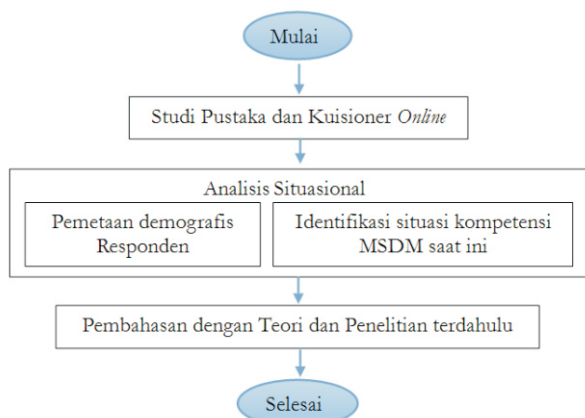 Mulai
Studi Pustaka dan Kuisioner Online
Analisis Situasional
Pemetaan demografis
Responden
Identifikasi situasi kompetensi
MSDM saat ini
Pembahasan dengan Teori dan Penelitian terdahulu
Selesai